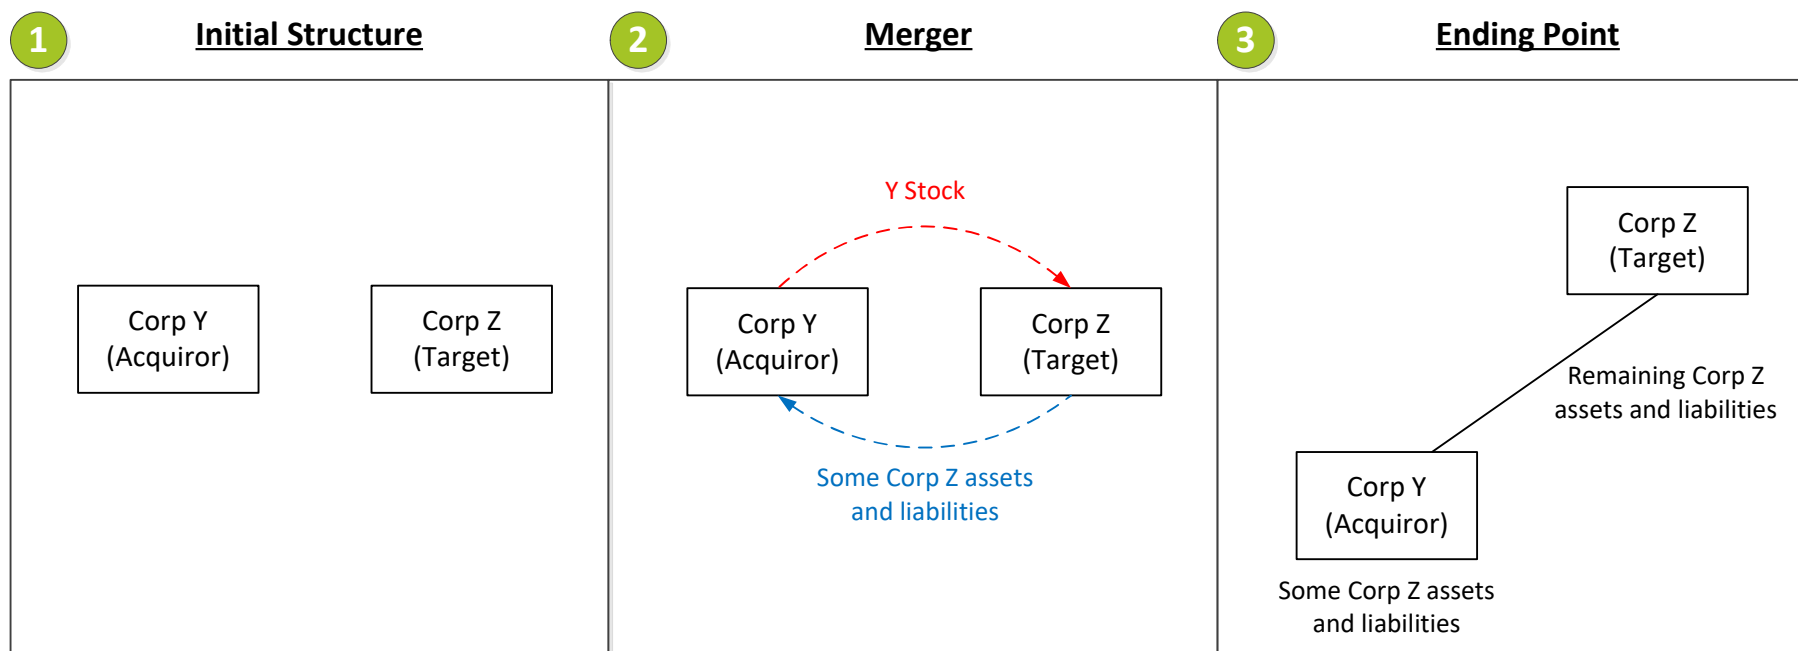 1
Initial Structure
2
Merger
3
Ending Point
Corp Y
(Acquiror)
Corp Z
(Target)
Y Stock
Corp Y
(Acquiror)
Corp Z
(Target)
Some Corp Z assets
and liabilities
Corp Z
(Target)
Remaining Corp Z
assets and liabilities
Corp Y
(Acquiror)
Some Corp Z assets
and liabilities